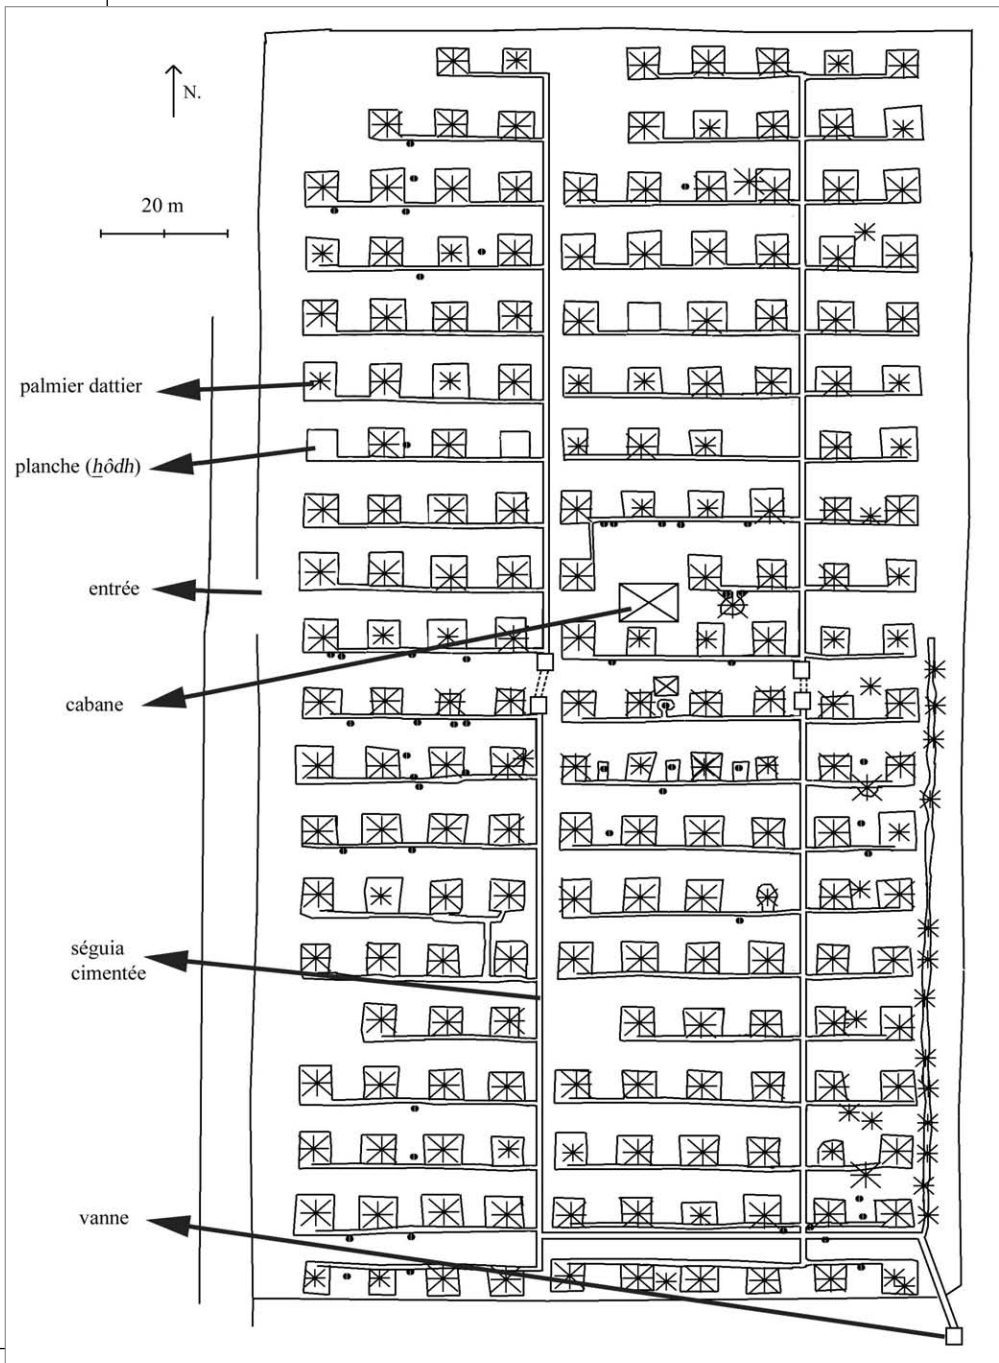 N.
20 m
palmier dattier
planche (hôdh)
entrée
cabane
séguia
cimentée
vanne